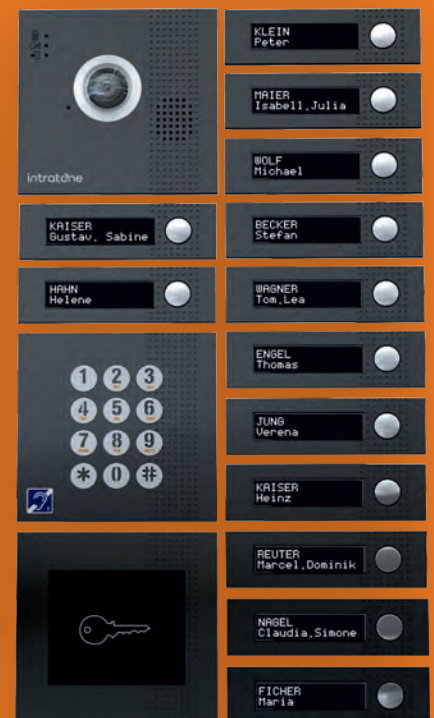 intratone
KAISER
Gustav, Sabine
HAHN
Helene
1 2 3
4 5 6
7 8 9
* 0 #
KLEIN
Peter
MAIER
Isabell,Julia
WOLF
Michael
BECKER
Stefan
WAGNER
Tom,Lea
ENGEL
Thomas
JUNG
Verena
KAISER
Heinz
REUTER
Marcel,Dominik
NAGEL
Claudia,Simone
FICHER
Maria